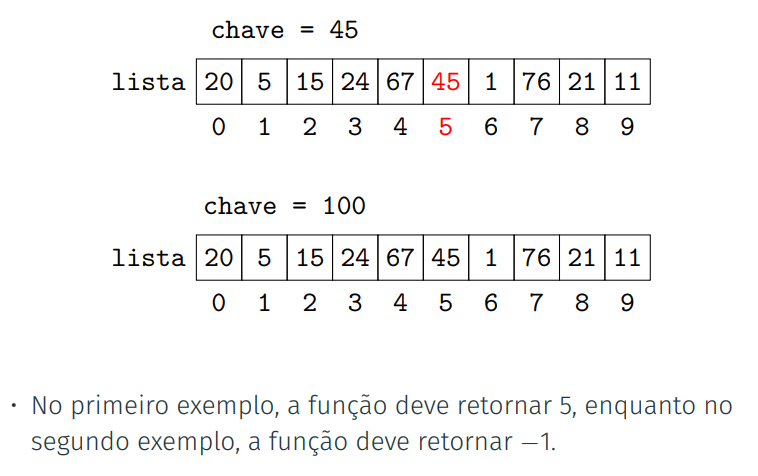 chave = 45
lista 20 5 15 24 67 45 1 76 21 11
0 1 2 3 4 5 6 7 8 9
chave = 100
lista 20 5 15 24 67 45 1 76 21 11
0 1 2 3 4 5 6 7 8 9
• No primeiro exemplo, a função deve retornar 5, enquanto no
segundo exemplo, a função deve retornar −1.